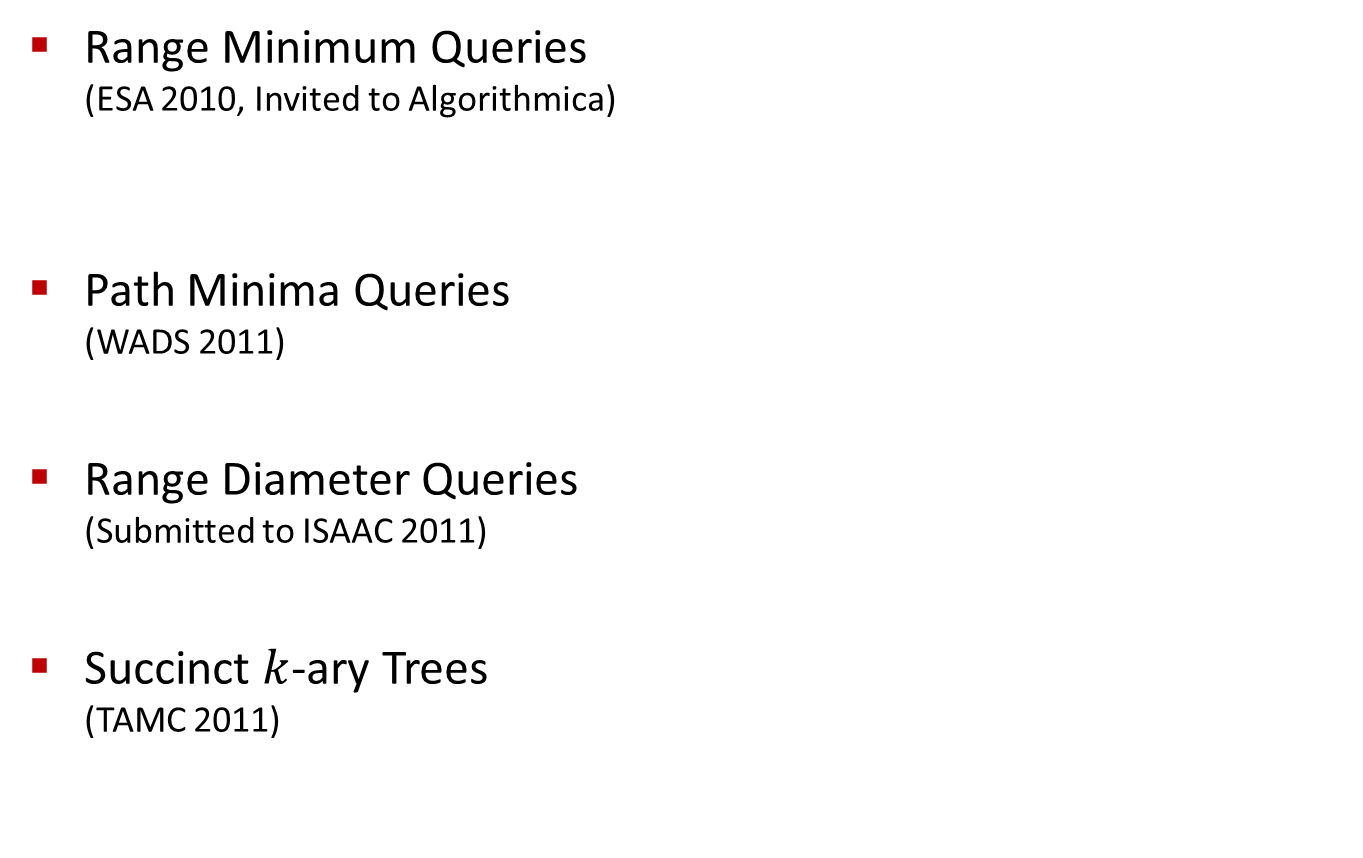 ▪ Range Minimum Queries
(ESA 2010, Invited to Algorithmica)
▪ Path Minima Queries
(WADS 2011)
▪ Range Diameter Queries
(Submitted to ISAAC 2011)
▪ Succinct 𝑘-ary Trees
(TAMC 2011)